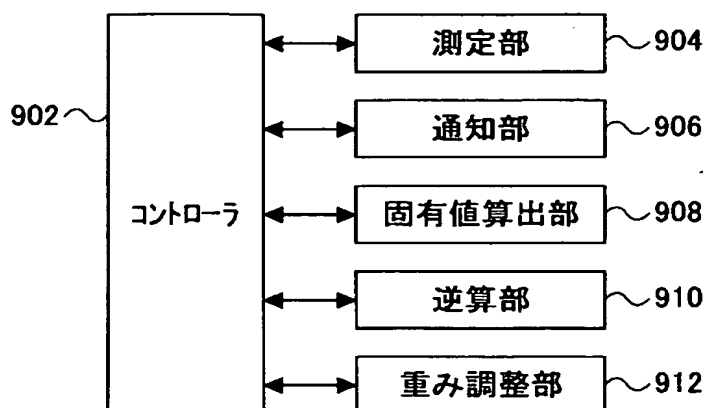 測定部 904
902
通知部 906
コントローラ
固有値算出部 908
逆算部 910
重み調整部 912